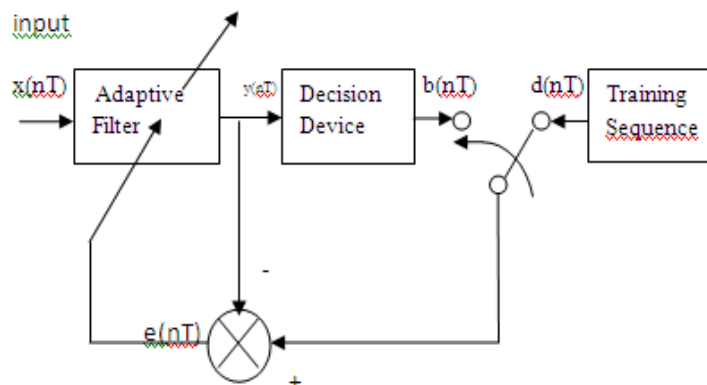 input
x(nT)
Adaptive
Filter
y(nT)
Decision
Device
b(nT)
d(nT)
Training
Sequence
-
e(nT)
+